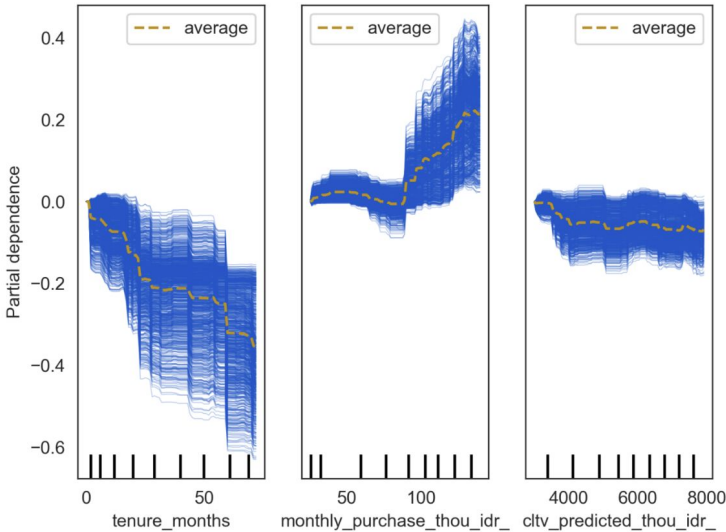 average
average
average
Partial dependence
0.4
0.2
0.0
−0.2
−0.4
−0.6
0 50
50 100
4000 6000 8000
tenure_months
monthly_purchase_thou_idr_
cltv_predicted_thou_idr_